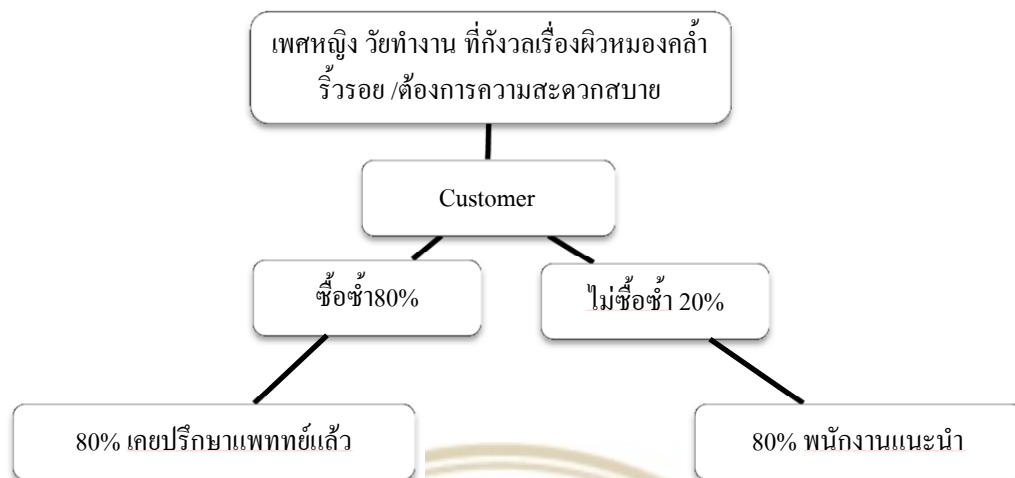 เพศหญิง วัยทำงาน ที่กังวลเรื่องผิวหมองคล้ำ
ริ้วรอย /ต้องการความสะดวกสบาย
Customer
ซื้อซ้ำ80%
ไม่ซื้อซ้ำ 20%
80% เคยปรึกษาแพททย์แล้ว
80% พนักงานแนะนำ